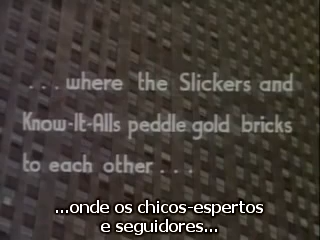 ...where the Slickers and
Know-It-Alls peddle gold bricks
to each other...
...onde os chicos-espertos
e seguidores...